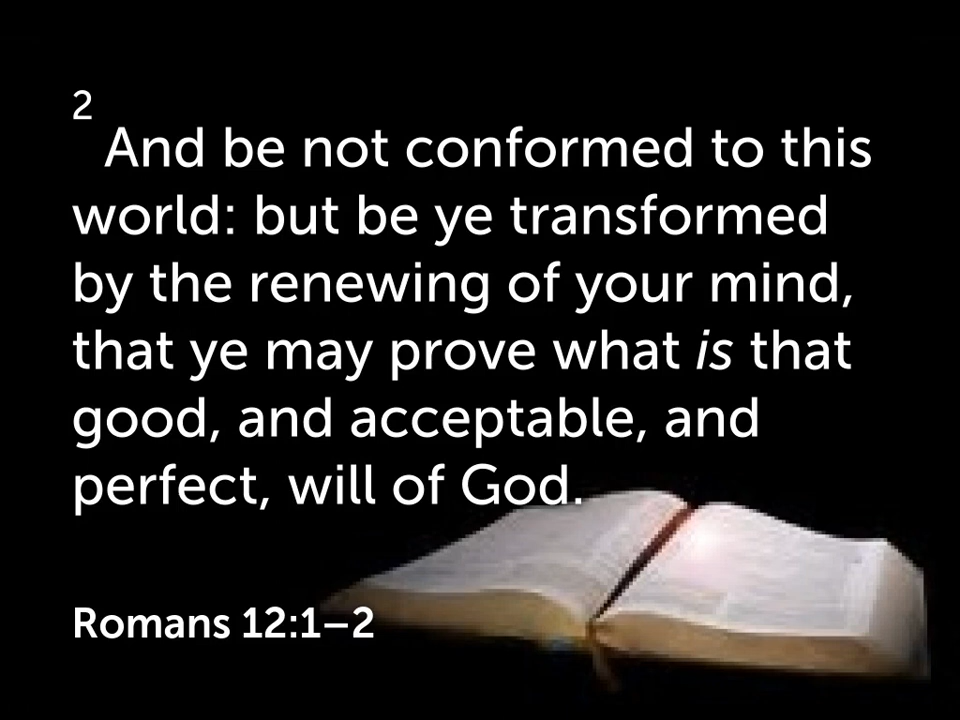 2
And be not conformed to this
world: but be ye transformed
by the renewing of your mind,
that ye may prove what is that
good, and acceptable, and
perfect, will of God.
Romans 12:1–2